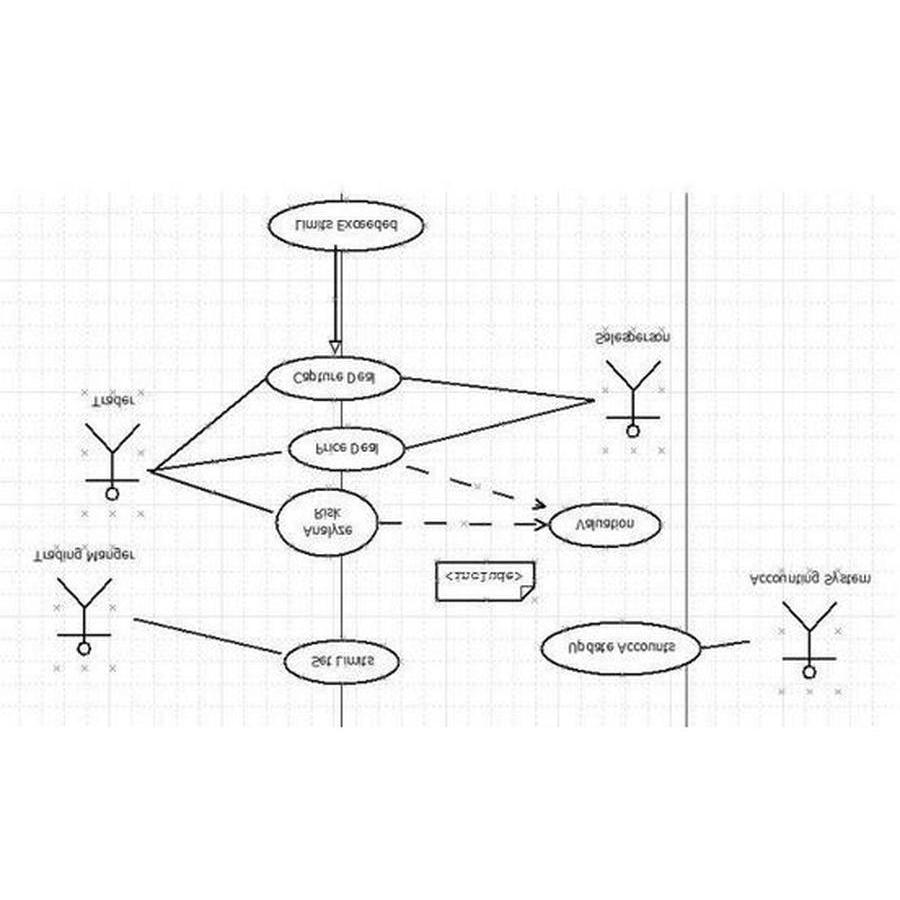 Set Limits
Update Accounts
Trading Manger
Accounting System
<include>
Analyze
Risk
Valuation
Price Deal
Trader
Capture Deal
Salesperson
Limits Exceeded